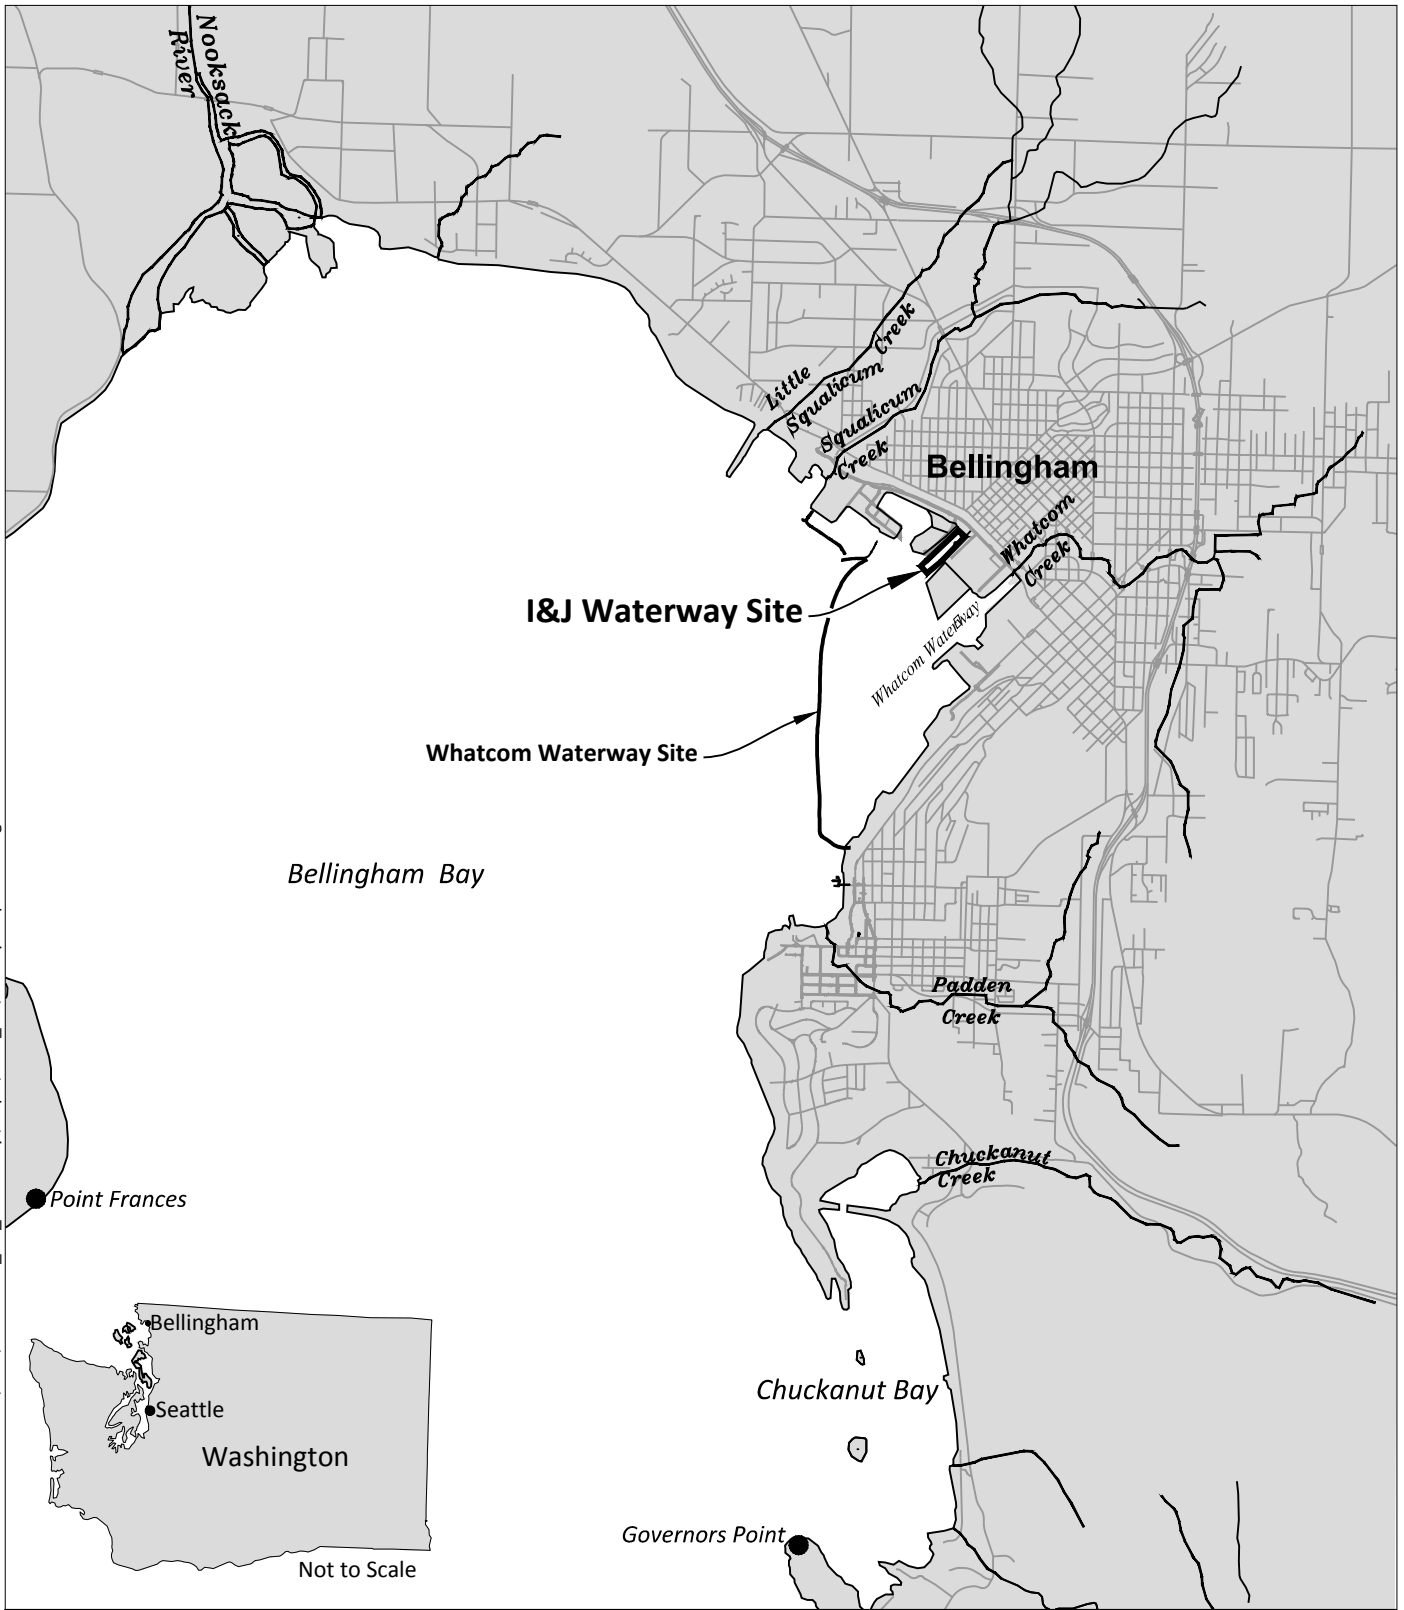 Nooksack
River
Little
Squalicum
Creek
Squalicum
Creek
Bellingham
Whatcom
Creek
I&J Waterway Site
Whatcom Waterway
Whatcom Waterway Site
Bellingham Bay
Padden
Creek
Chuckanut
Creek
Point Frances
Bellingham
Seattle
Washington
Not to Scale
Chuckanut Bay
Governors Point